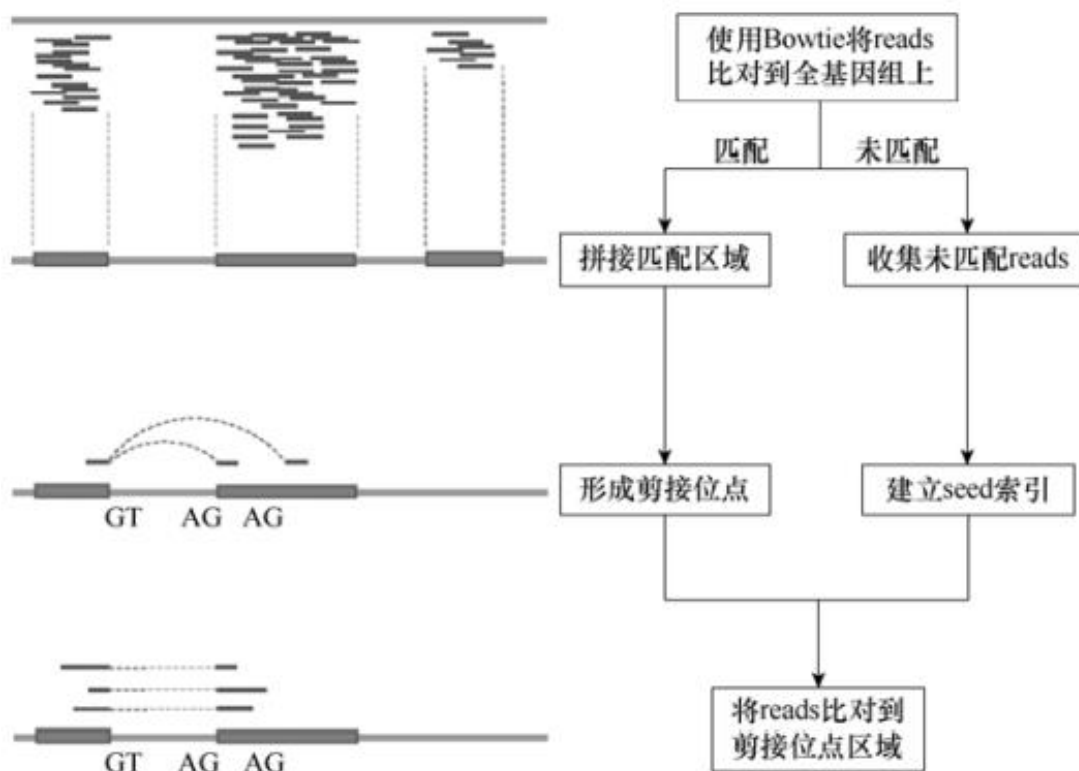 使用Bowtie将reads
比对到全基因组上
匹配
未匹配
拼接匹配区域
收集未匹配reads
形成剪接位点
建立seed索引
GT AG AG
将reads比对到
剪接位点区域
GT AG AG